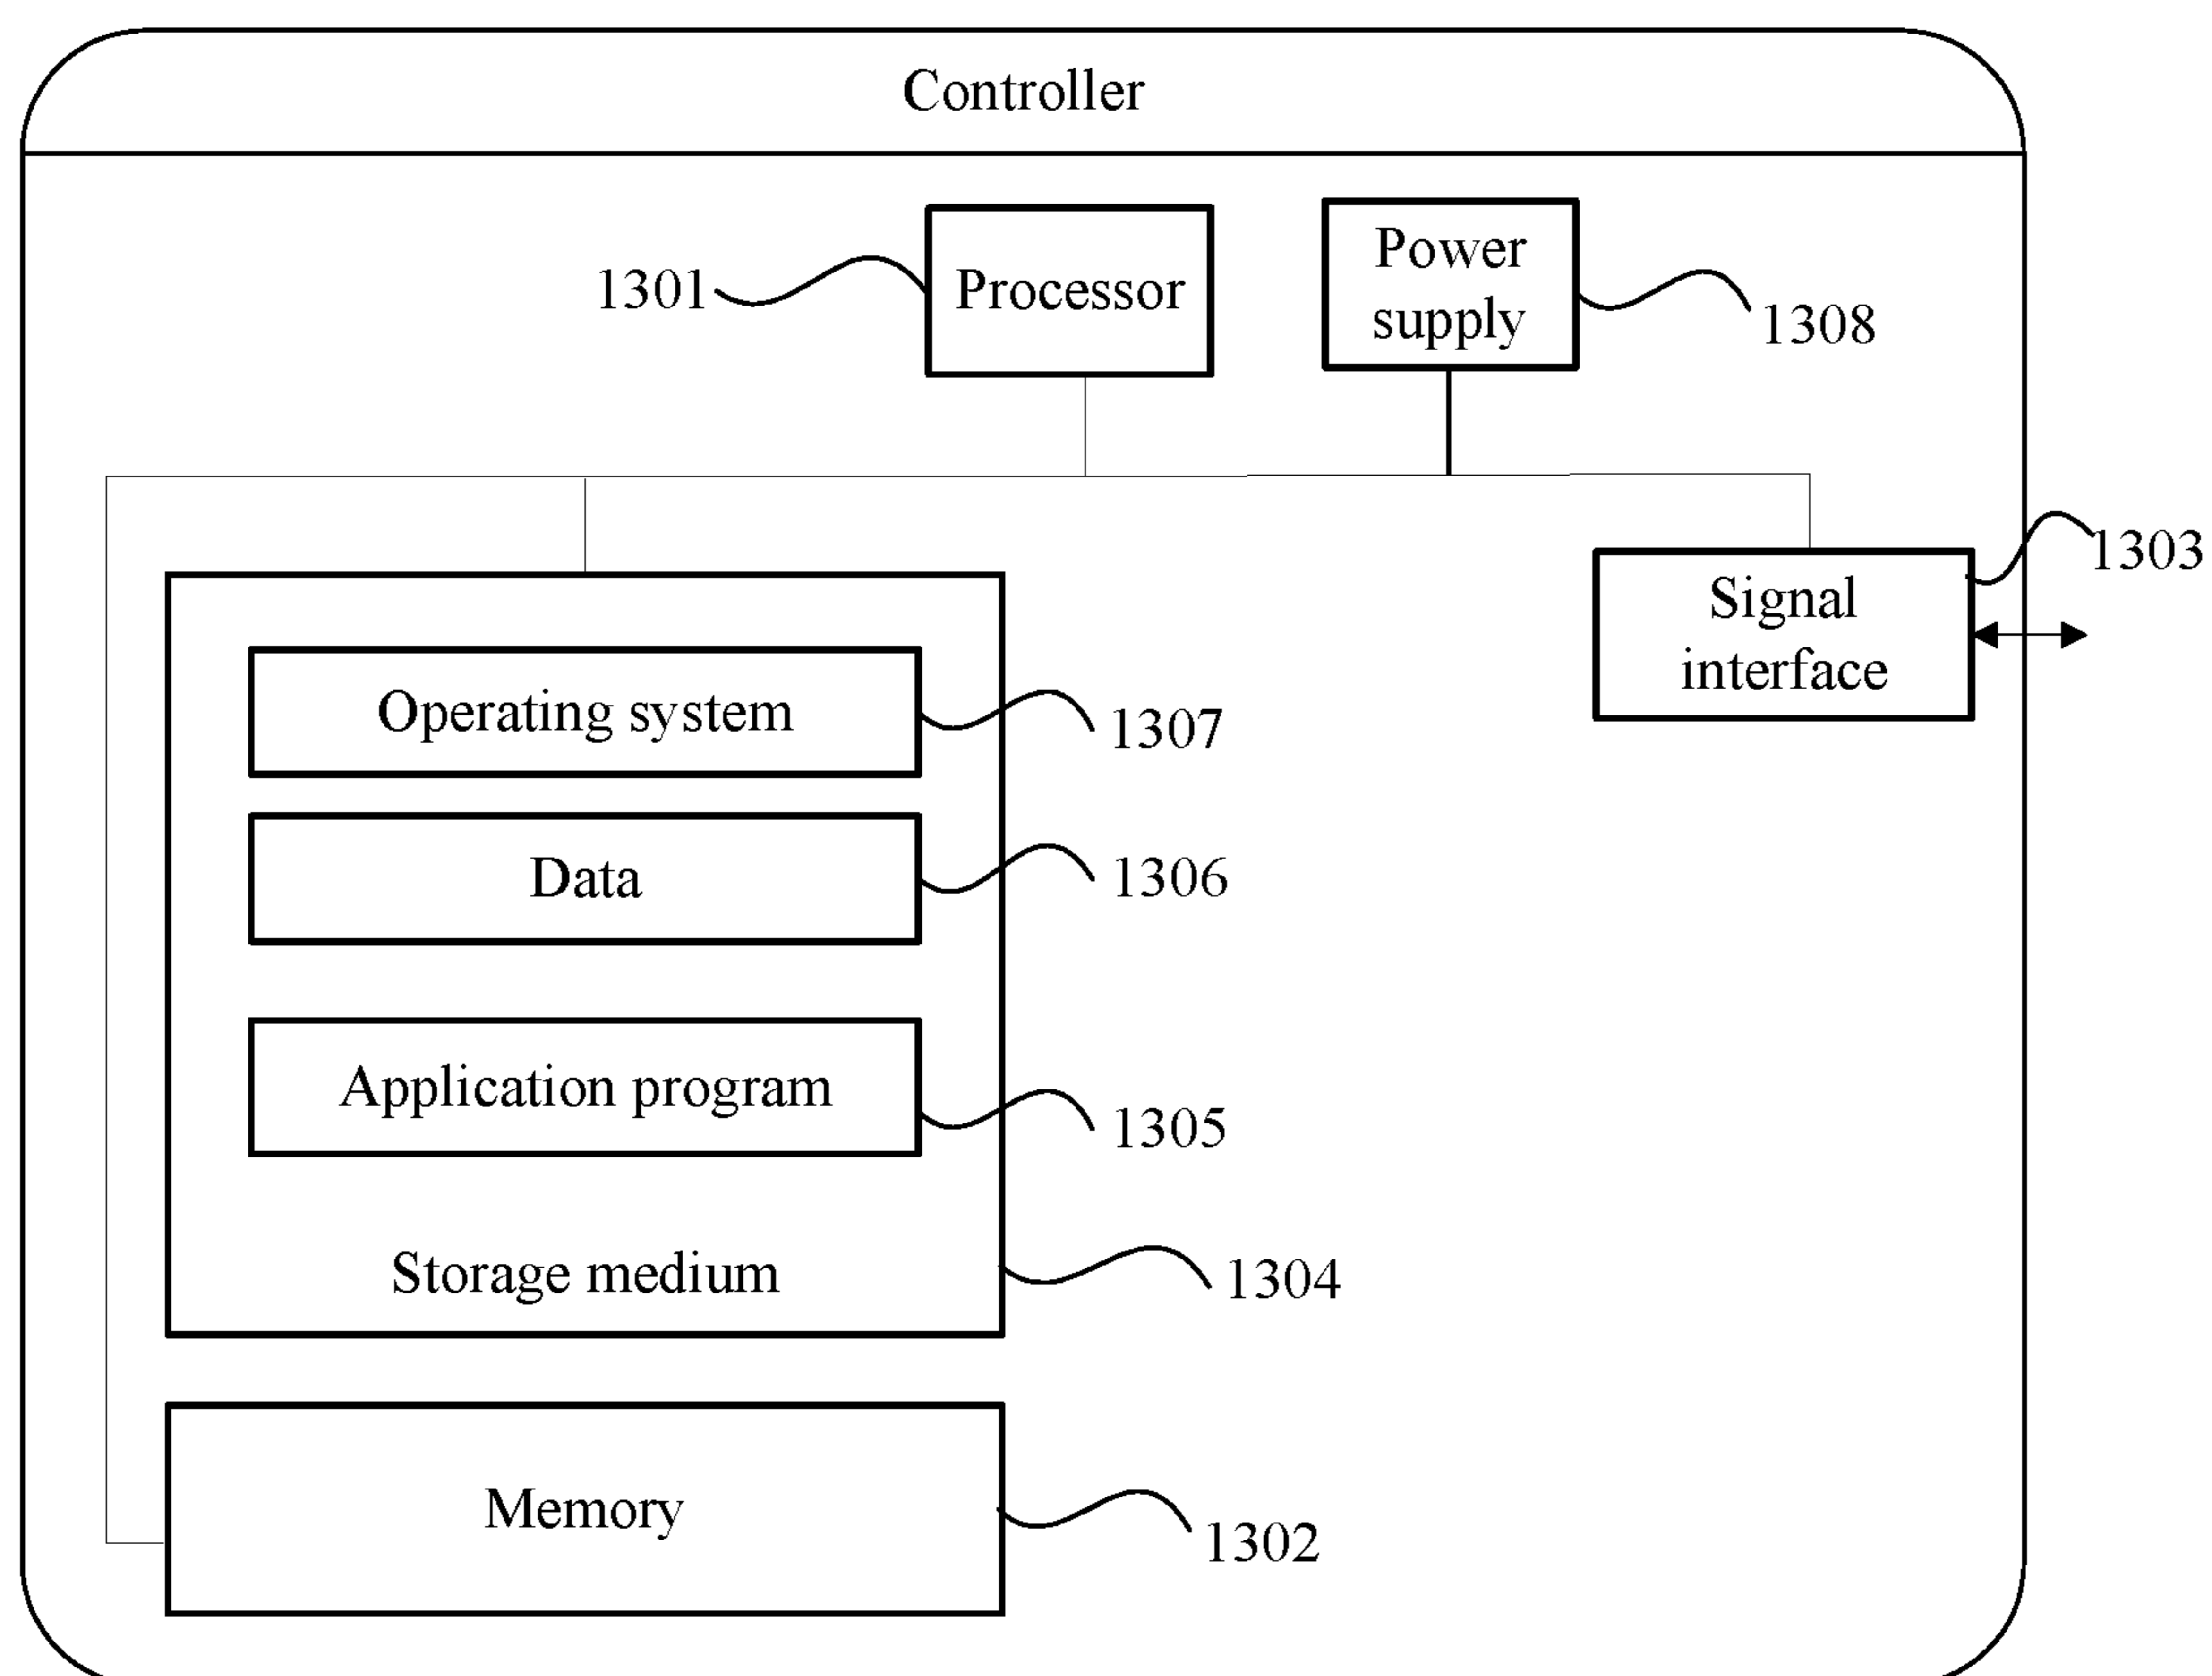 Controller
1301
Processor
Power
supply
1308
1303
Signal
interface
Operating system
1307
Data
1306
Application program
1305
Storage medium
1304
Memory
1302